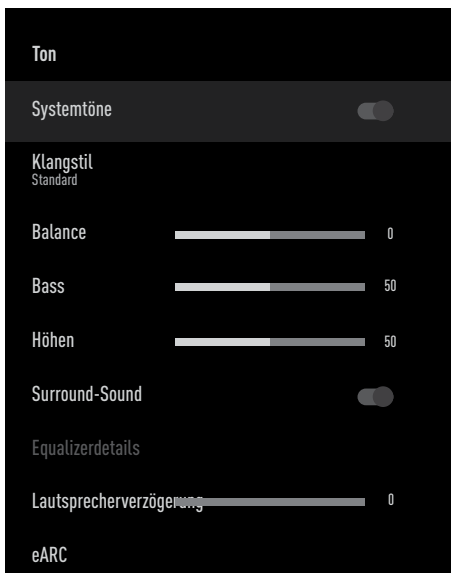 Ton
Systemtöne
Klangstil
Standard
Balance 0
Bass 50
Höhen 50
Surround-Sound
Equalizerdetails
Lautsprecherverzögerung 0
eARC